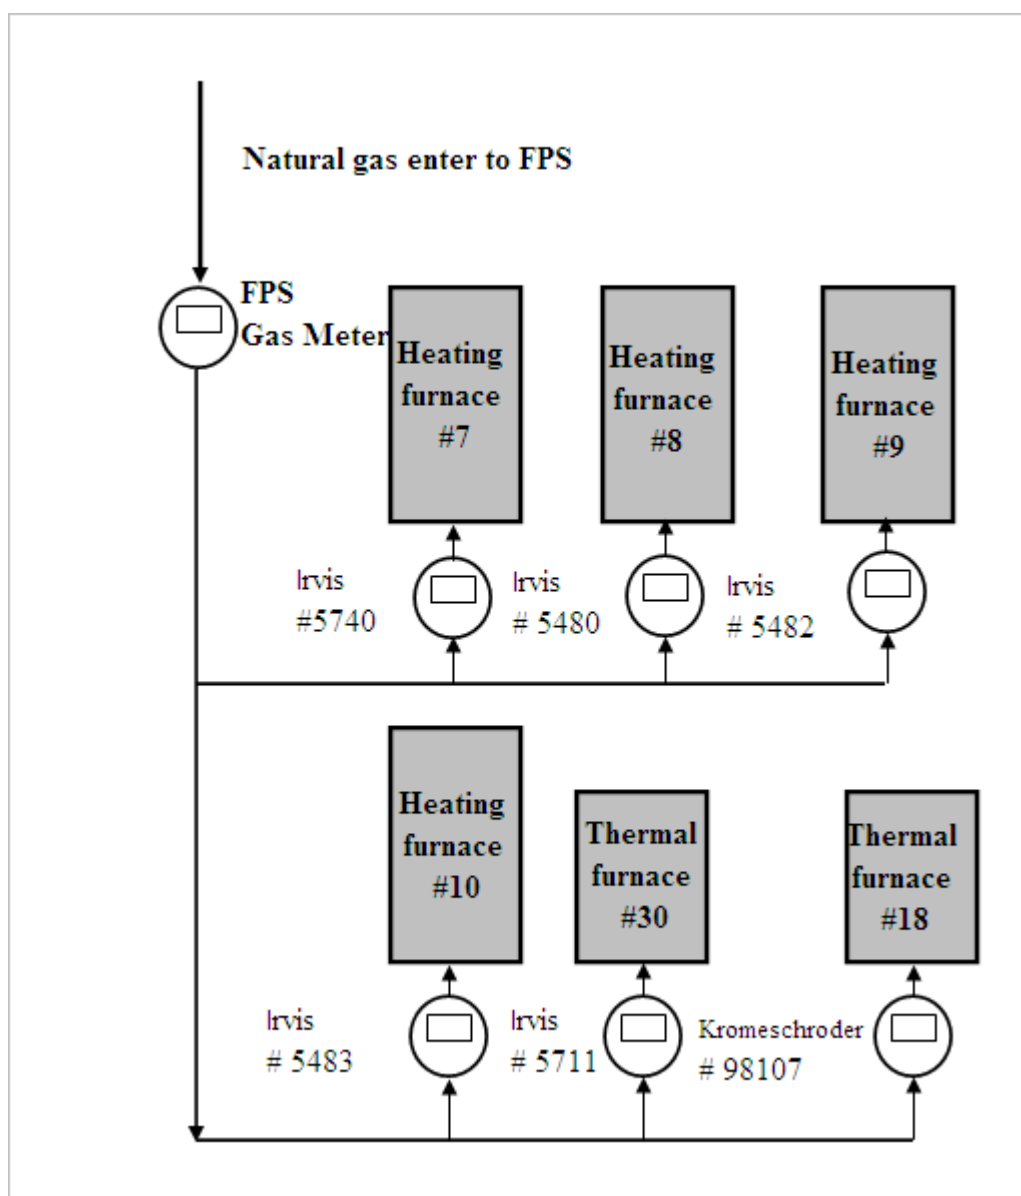 Natural gas enter to FPS
FPS
Gas Meter
Heating
furnace
#7
Heating
furnace
#8
Heating
furnace
#9
Irvis
#5740
Irvis
# 5480
Irvis
# 5482
Heating
furnace
#10
Thermal
furnace
#30
Thermal
furnace
#18
Irvis
# 5483
Irvis
# 5711
Kromeschroder
# 98107